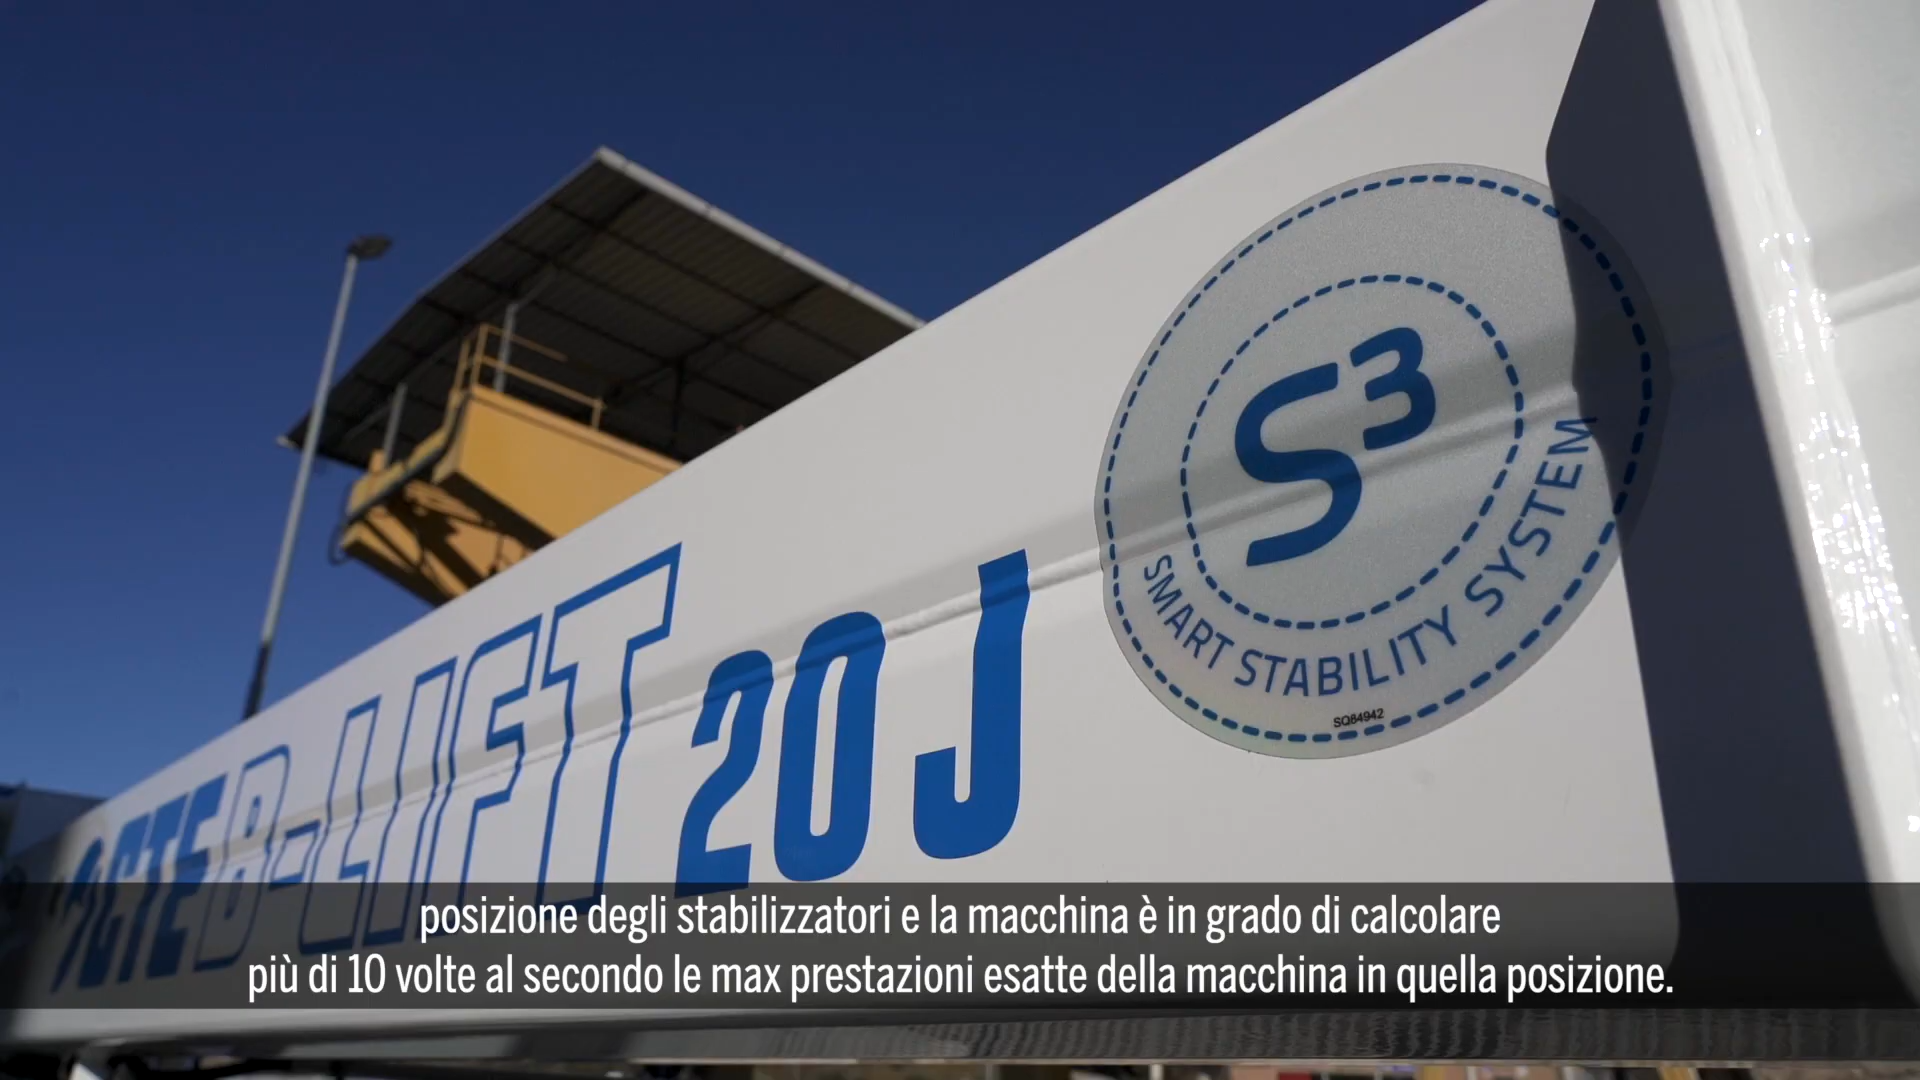 S³
SMART STABILITY SYSTEM
SQ84942
B-LIFT 20 J
posizione degli stabilizzatori e la macchina è in grado di calcolare
più di 10 volte al secondo le max prestazioni esatte della macchina in quella posizione.